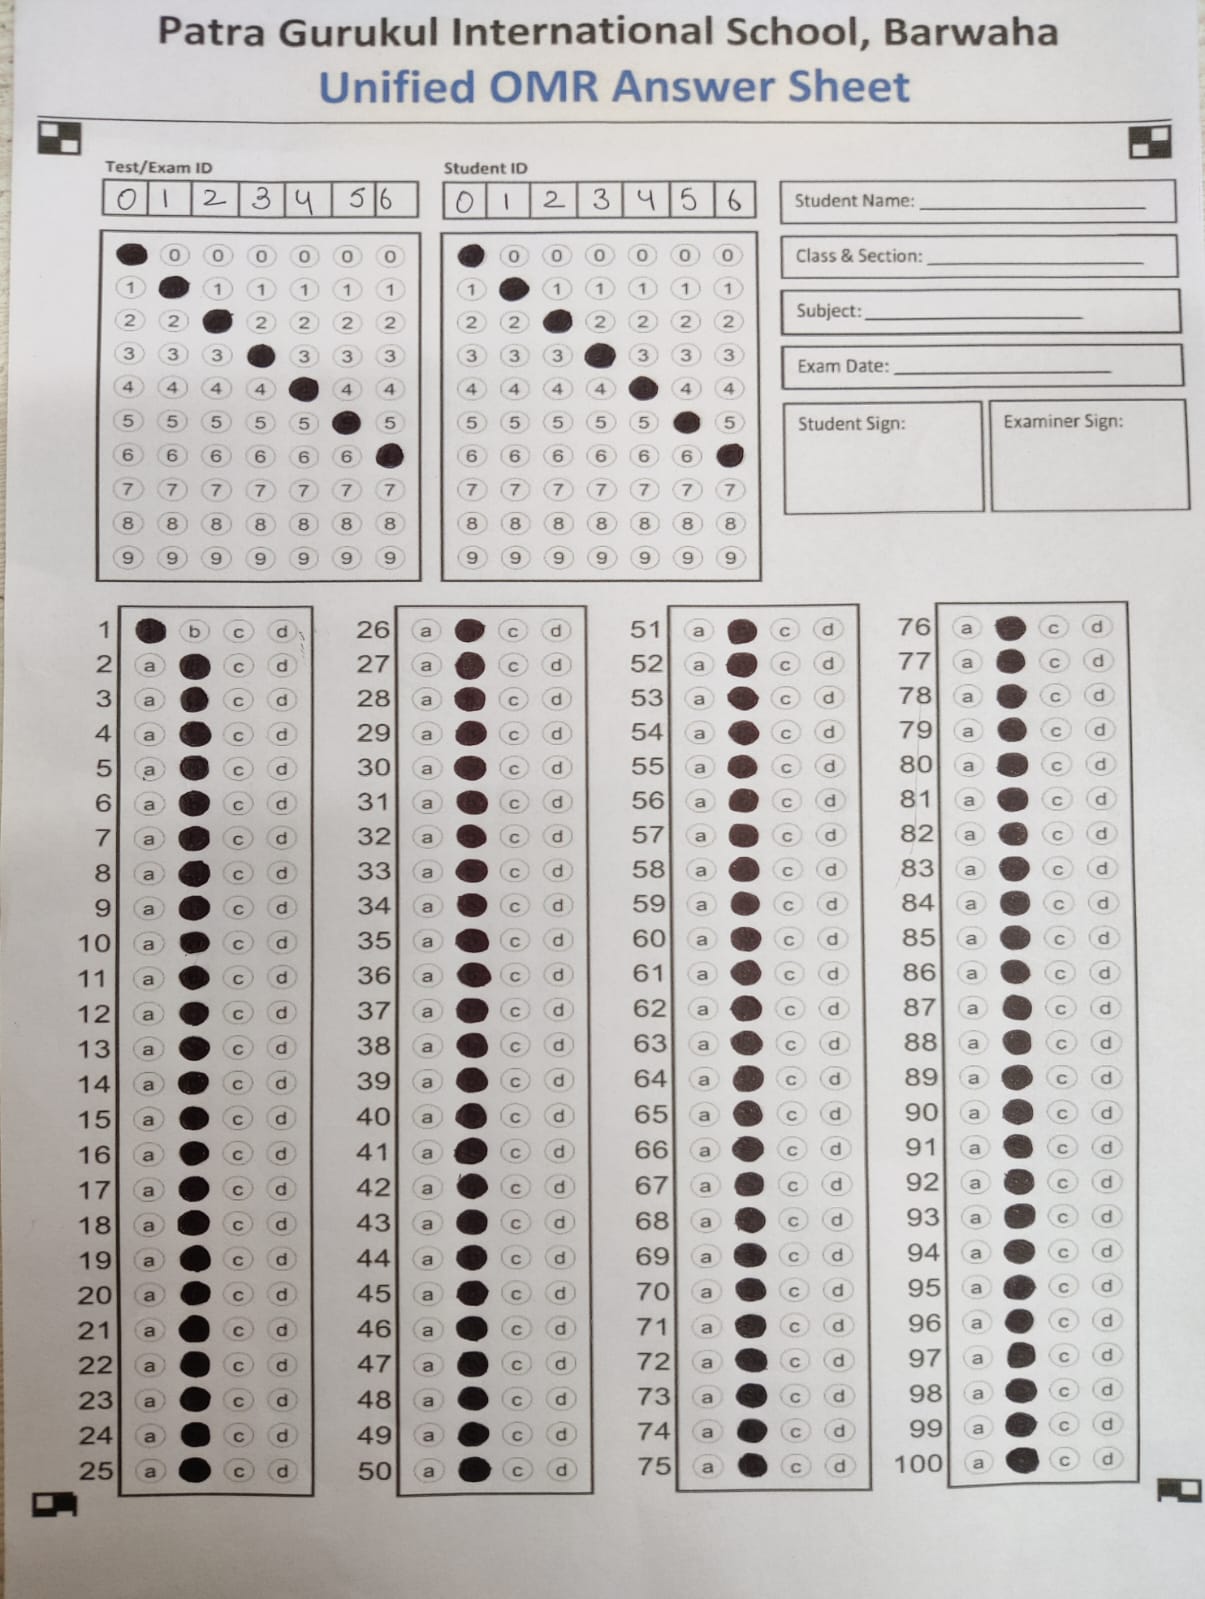 Patra Gurukul International School, Barwaha
Unified OMR Answer Sheet
Test/Exam ID
0 1 2 3 4 5 6
0 0 0 0 0 0
1 1 1 1 1 1
2 2 2 2 2 2
3 3 3 3 3 3
4 4 4 4 4 4
5 5 5 5 5 5
6 6 6 6 6 6
7 7 7 7 7 7 7
8 8 8 8 8 8 8
9 9 9 9 9 9 9
Student ID
0 1 2 3 4 5 6
0 0 0 0 0 0
1 1 1 1 1 1
2 2 2 2 2 2
3 3 3 3 3 3
4 4 4 4 4 4
5 5 5 5 5 5
6 6 6 6 6 6
7 7 7 7 7 7 7
8 8 8 8 8 8 8
9 9 9 9 9 9 9
Student Name:
Class & Section:
Subject:
Exam Date:
Student Sign:
Examiner Sign:
1 b c d
2 a c d
3 a c d
4 a c d
5 a c d
6 a c d
7 a c d
8 a c d
9 a c d
10 a c d
11 a c d
12 a c d
13 a c d
14 a c d
15 a c d
16 a c d
17 a c d
18 a c d
19 a c d
20 a c d
21 a c d
22 a c d
23 a c d
24 a c d
25 a c d
26 a c d
27 a c d
28 a c d
29 a c d
30 a c d
31 a c d
32 a c d
33 a c d
34 a c d
35 a c d
36 a c d
37 a c d
38 a c d
39 a c d
40 a c d
41 a c d
42 a c d
43 a c d
44 a c d
45 a c d
46 a c d
47 a c d
48 a c d
49 a c d
50 a c d
51 a c d
52 a c d
53 a c d
54 a c d
55 a c d
56 a c d
57 a c d
58 a c d
59 a c d
60 a c d
61 a c d
62 a c d
63 a c d
64 a c d
65 a c d
66 a c d
67 a c d
68 a c d
69 a c d
70 a c d
71 a c d
72 a c d
73 a c d
74 a c d
75 a c d
76 a c d
77 a c d
78 a c d
79 a c d
80 a c d
81 a c d
82 a c d
83 a c d
84 a c d
85 a c d
86 a c d
87 a c d
88 a c d
89 a c d
90 a c d
91 a c d
92 a c d
93 a c d
94 a c d
95 a c d
96 a c d
97 a c d
98 a c d
99 a c d
100 a c d